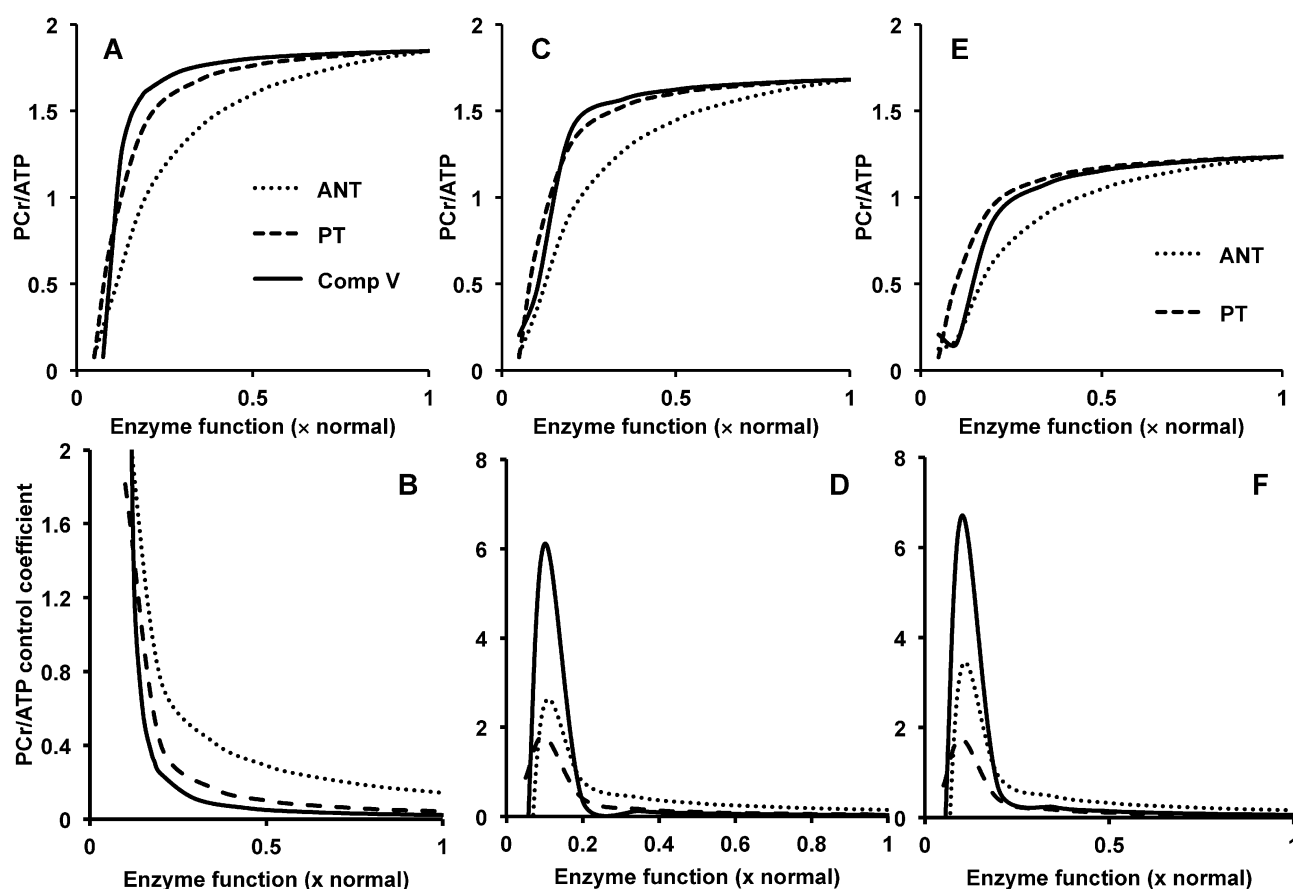 A
2
1.5
1
0.5
0
PCr/ATP
ANT
PT
Comp V
0
0.5
1
Enzyme function (× normal)
C
2
1.5
1
0.5
0
PCr/ATP
0
0.5
1
Enzyme function (× normal)
E
2
1.5
1
0.5
0
PCr/ATP
ANT
PT
0
0.5
1
Enzyme function (× normal)
B
2
1.6
1.2
0.8
0.4
0
PCr/ATP control coefficient
0
0.5
1
Enzyme function (x normal)
D
8
6
4
2
0
0
0.2
0.4
0.6
0.8
1
Enzyme function (x normal)
F
8
6
4
2
0
0
0.5
1
Enzyme function (x normal)